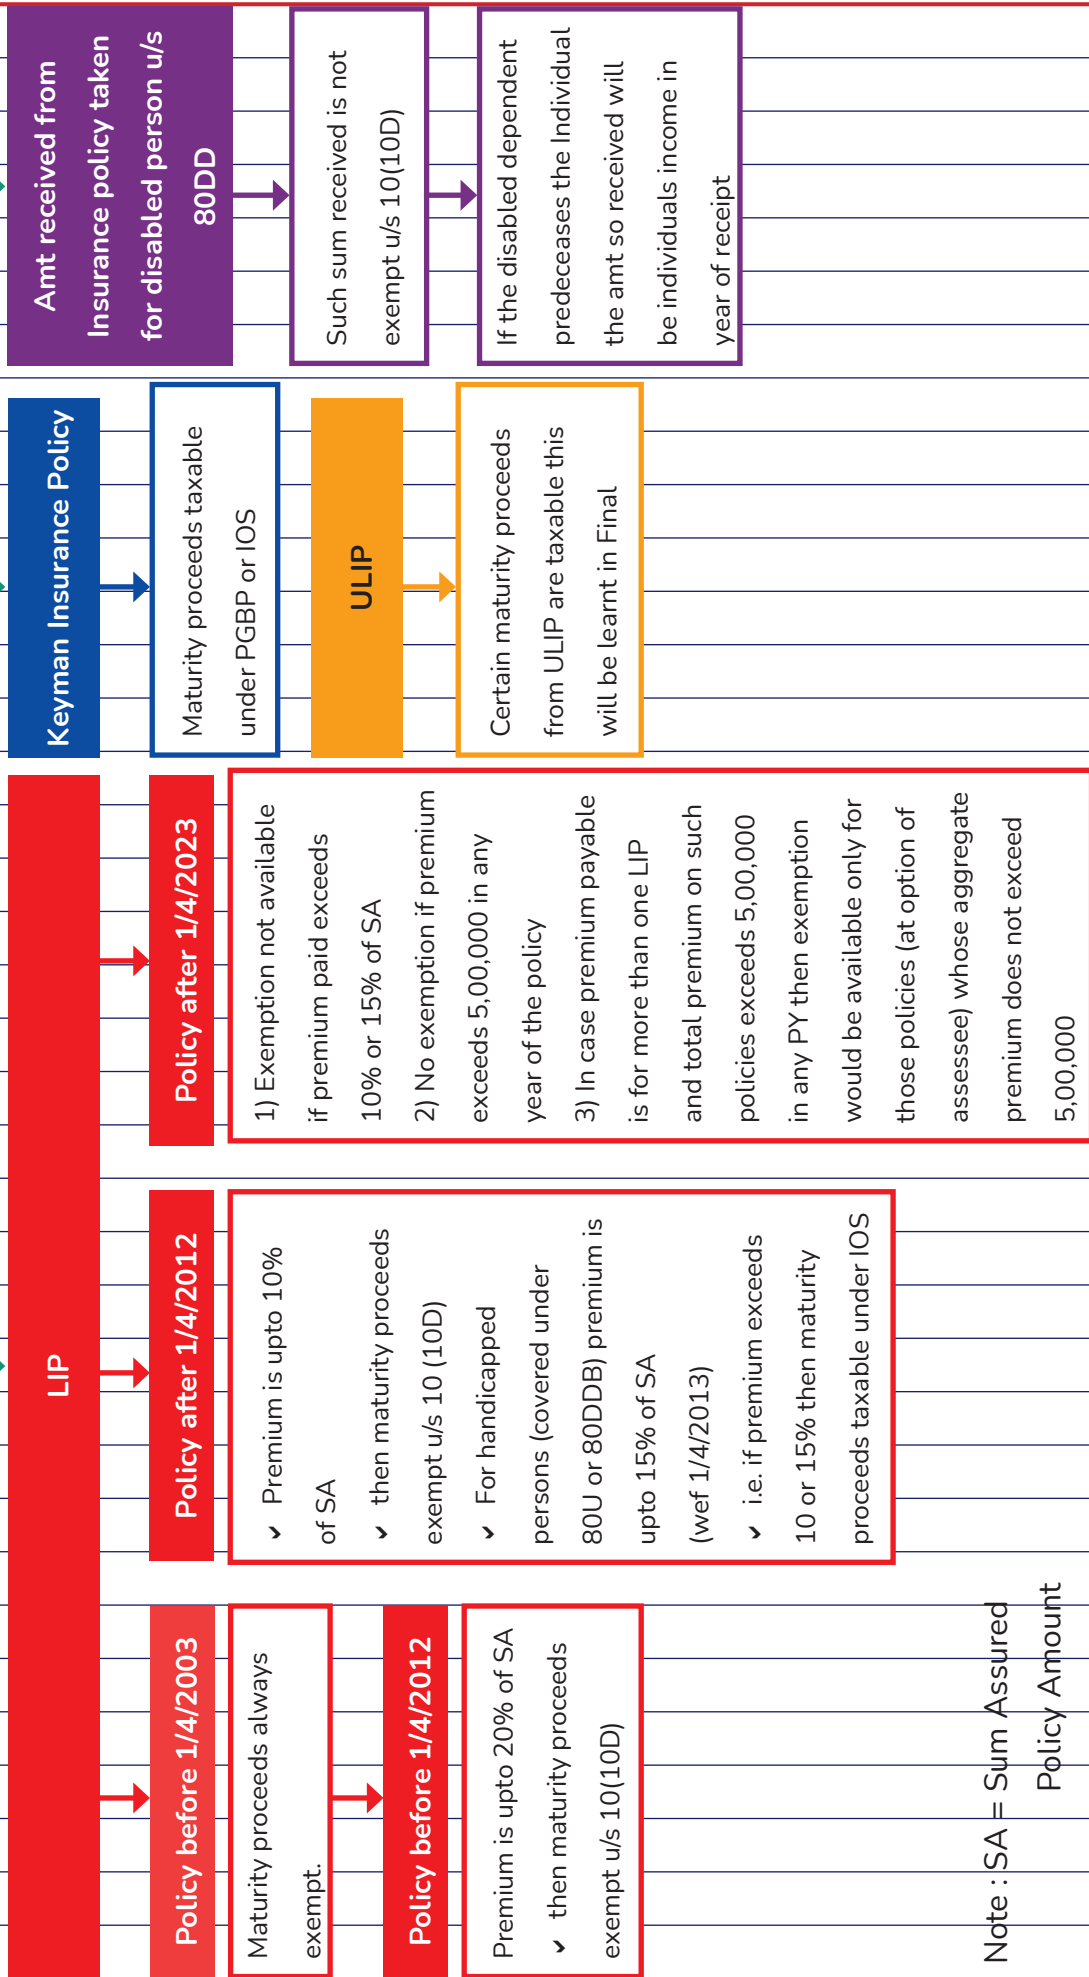 LIP
Policy before 1/4/2003
Maturity proceeds always
exempt.
Policy before 1/4/2012
Premium is upto 20% of SA
✔ then maturity proceeds
exempt u/s 10(10D)
Policy after 1/4/2012
✔ Premium is upto 10%
of SA
✔ then maturity proceeds
exempt u/s 10 (10D)
✔ For handicapped
persons (covered under
80U or 80DDB) premium is
upto 15% of SA
(wef 1/4/2013)
✔ i.e. if premium exceeds
10 or 15% then maturity
proceeds taxable under IOS
Policy after 1/4/2023
1) Exemption not available
if premium paid exceeds
10% or 15% of SA
2) No exemption if premium
exceeds 5,00,000 in any
year of the policy
3) In case premium payable
is for more than one LIP
and total premium on such
policies exceeds 5,00,000
in any PY then exemption
would be available only for
those policies (at option of
assessee) whose aggregate
premium does not exceed
5,00,000
Keyman Insurance Policy
Maturity proceeds taxable
under PGBP or IOS
ULIP
Certain maturity proceeds
from ULIP are taxable this
will be learnt in Final
Amt received from
Insurance policy taken
for disabled person u/s
80DD
Such sum received is not
exempt u/s 10(10D)
If the disabled dependent
predeceases the Individual
the amt so received will
be individuals income in
year of receipt
Note : SA = Sum Assured
Policy Amount